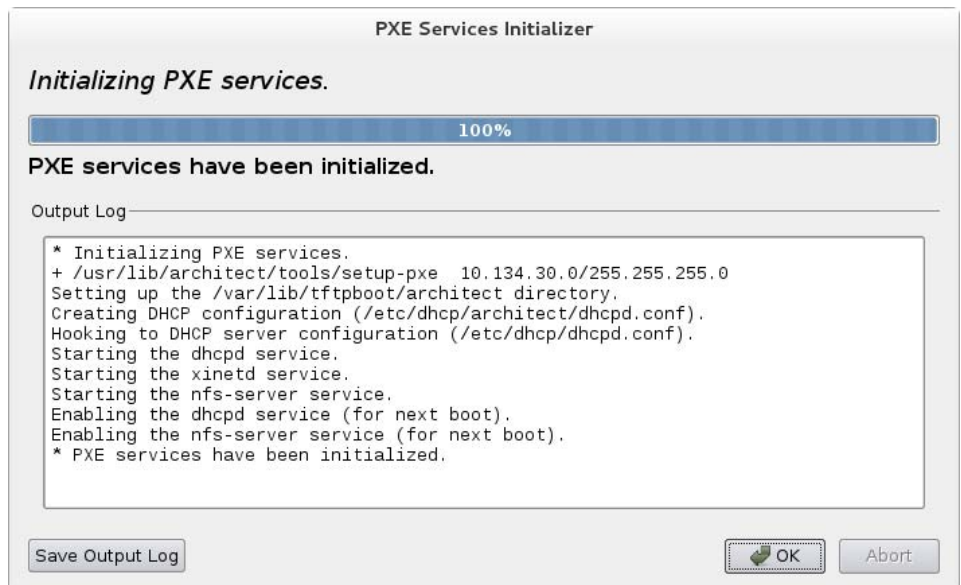 PXE Services Initializer
Initializing PXE services.
100%
PXE services have been initialized.
Output Log
* Initializing PXE services.
+ /usr/lib/architect/tools/setup-pxe  10.134.30.0/255.255.255.0
Setting up the /var/lib/tftpboot/architect directory.
Creating DHCP configuration (/etc/dhcp/architect/dhcpd.conf).
Hooking to DHCP server configuration (/etc/dhcp/dhcpd.conf).
Starting the dhcpd service.
Starting the xinetd service.
Starting the nfs-server service.
Enabling the dhcpd service (for next boot).
Enabling the nfs-server service (for next boot).
* PXE services have been initialized.
Save Output Log
OK
Abort